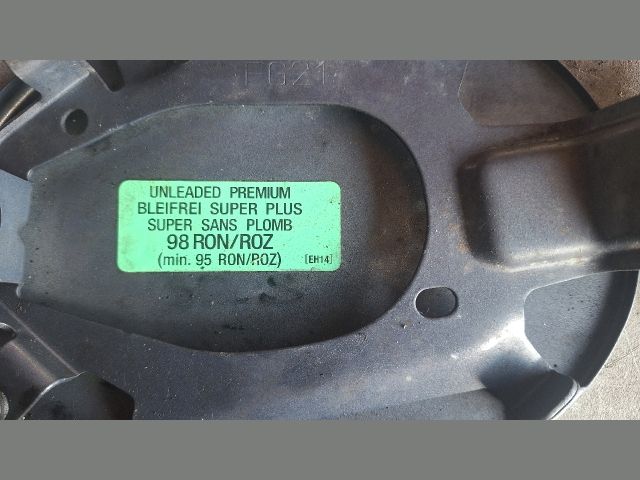 FG21
UNLEADED PREMIUM
BLEIFREI SUPER PLUS
SUPER SANS PLOMB
98 RON/ROZ
(min. 95 RON/ROZ) [EH14]